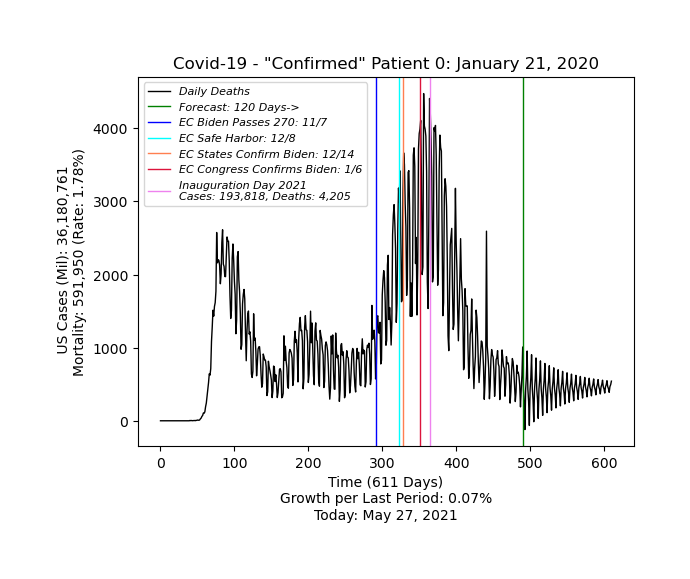 Covid-19 - "Confirmed" Patient 0: January 21, 2020
Daily Deaths
Forecast: 120 Days->
EC Biden Passes 270: 11/7
EC Safe Harbor: 12/8
EC States Confirm Biden: 12/14
EC Congress Confirms Biden: 1/6
Inauguration Day 2021
Cases: 193,818, Deaths: 4,205
US Cases (Mil): 36,180,761
Mortality: 591,950 (Rate: 1.78%)
4000
3000
2000
1000
0
0 100 200 300 400 500 600
Time (611 Days)
Growth per Last Period: 0.07%
Today: May 27, 2021